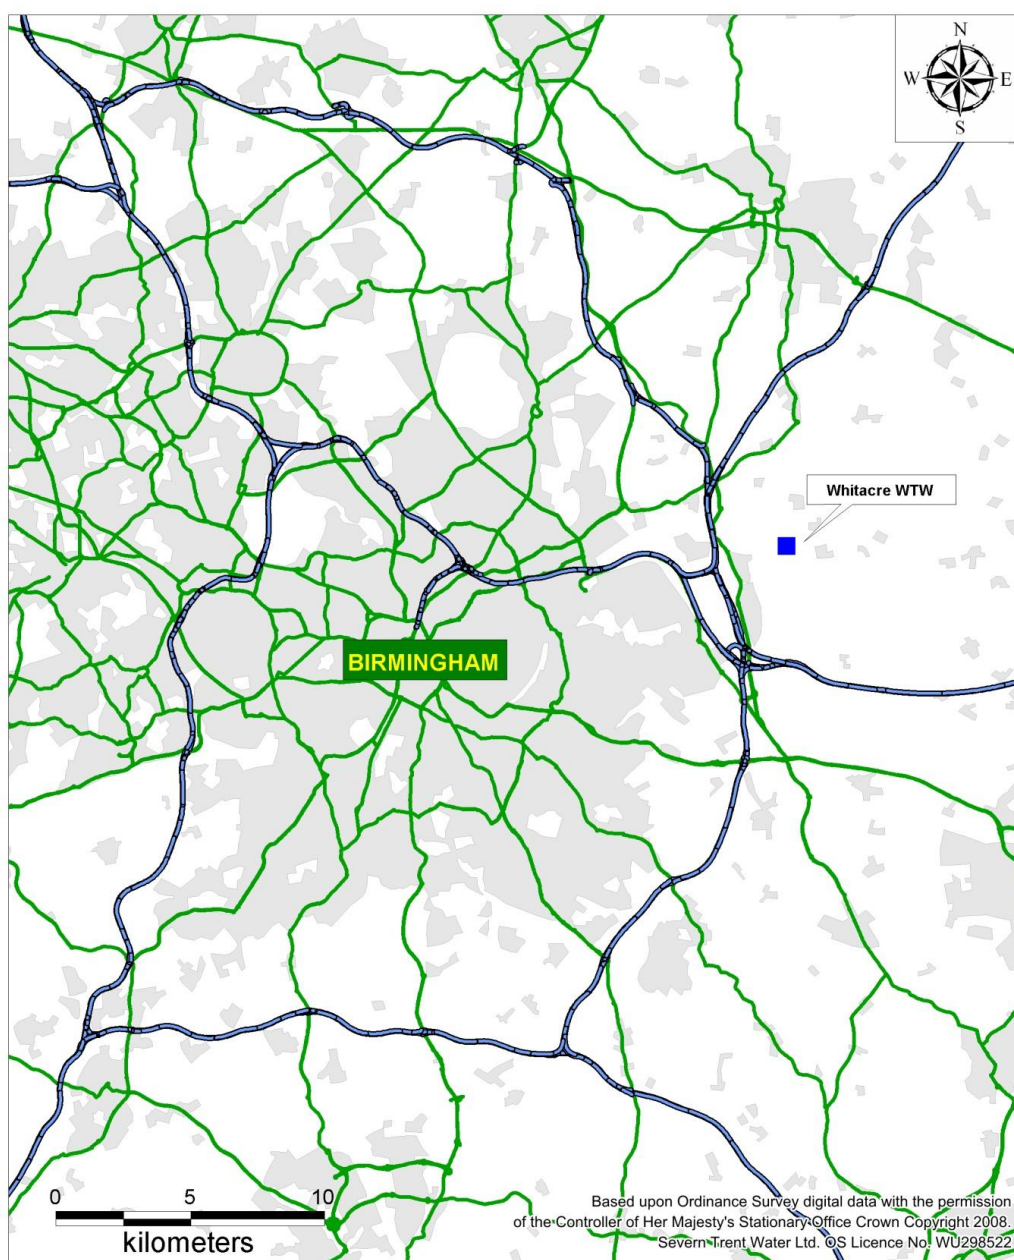 N
W E
S
Whitacre WTW
BIRMINGHAM
0 5 10
kilometers
Based upon Ordinance Survey digital data with the permission
of the Controller of Her Majesty's Stationary Office Crown Copyright 2008.
Severn Trent Water Ltd. OS Licence No. WU298522